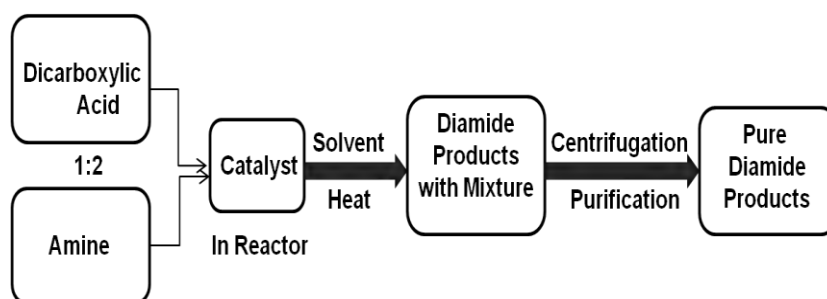 Dicarboxylic
Acid
1:2
Amine
Catalyst
In Reactor
Solvent
Heat
Diamide
Products
with Mixture
Centrifugation
Purification
Pure
Diamide
Products